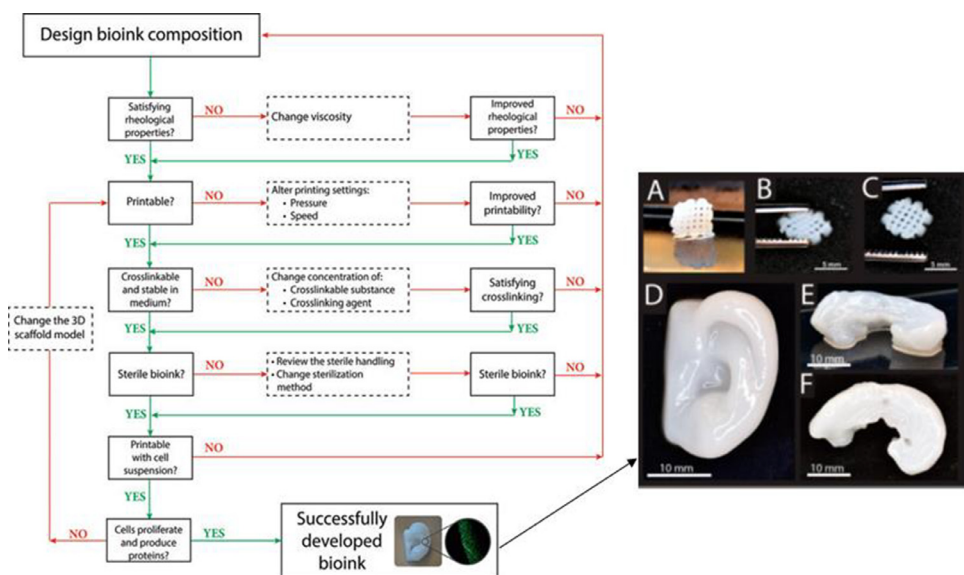 Design bioink composition
Satisfying
rheological
properties?
NO
Change viscosity
Improved
rheological
properties?
NO
YES
YES
Printable?
NO
Alter printing settings:
• Pressure
• Speed
Improved
printability?
NO
YES
YES
Crosslinkable
and stable in
medium?
NO
Change concentration of:
• Crosslinkable substance
• Crosslinking agent
Satisfying
crosslinking?
NO
YES
YES
Change the 3D
scaffold model
Sterile bioink?
NO
• Review the sterile handling
• Change sterilization
method
Sterile bioink?
NO
YES
YES
Printable
with cell
suspension?
NO
YES
Cells proliferate
and produce
proteins?
NO
YES
Successfully
developed
bioink
A
B
5 mm
C
5 mm
D
10 mm
E
10 mm
F
10 mm